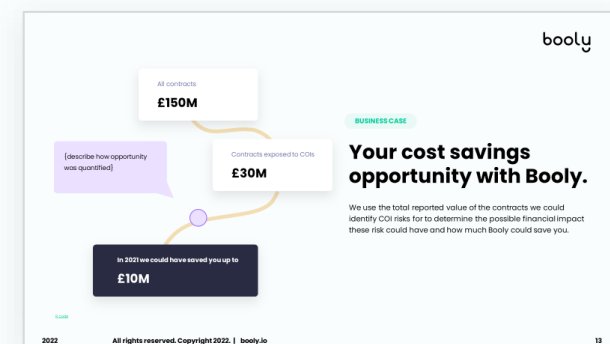 booly
All contracts
£150M
BUSINESS CASE
{describe how opportunity
was quantified}
Contracts exposed to COIs
£30M
Your cost savings
opportunity with Booly.
We use the total reported value of the contracts we could
identify COI risks for to determine the possible financial impact
these risk could have and how much Booly could save you.
In 2021 we could have saved you up to
£10M
2022
All rights reserved. Copyright 2022. | booly.io
13